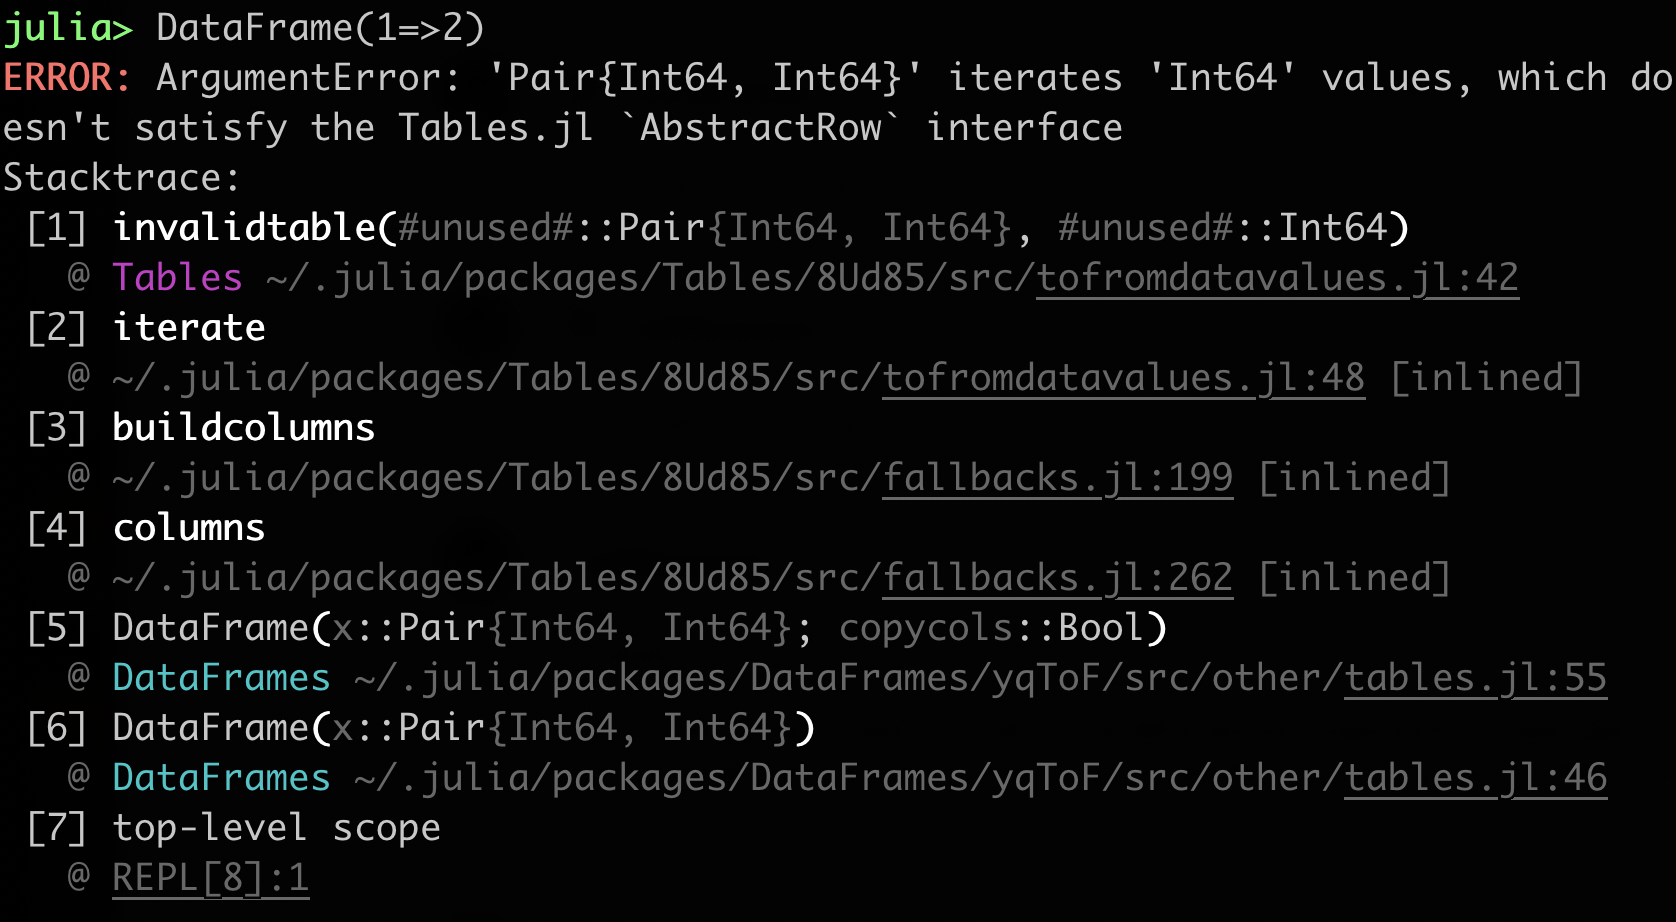 julia> DataFrame(1=>2)
ERROR: ArgumentError: 'Pair{Int64, Int64}' iterates 'Int64' values, which do
esn't satisfy the Tables.jl `AbstractRow` interface
Stacktrace:
 [1] invalidtable(#unused#::Pair{Int64, Int64}, #unused#::Int64)
   @ Tables ~/.julia/packages/Tables/8Ud85/src/tofromdatavalues.jl:42
 [2] iterate
   @ ~/.julia/packages/Tables/8Ud85/src/tofromdatavalues.jl:48 [inlined]
 [3] buildcolumns
   @ ~/.julia/packages/Tables/8Ud85/src/fallbacks.jl:199 [inlined]
 [4] columns
   @ ~/.julia/packages/Tables/8Ud85/src/fallbacks.jl:262 [inlined]
 [5] DataFrame(x::Pair{Int64, Int64}; copycols::Bool)
   @ DataFrames ~/.julia/packages/DataFrames/yqToF/src/other/tables.jl:55
 [6] DataFrame(x::Pair{Int64, Int64})
   @ DataFrames ~/.julia/packages/DataFrames/yqToF/src/other/tables.jl:46
 [7] top-level scope
   @ REPL[8]:1